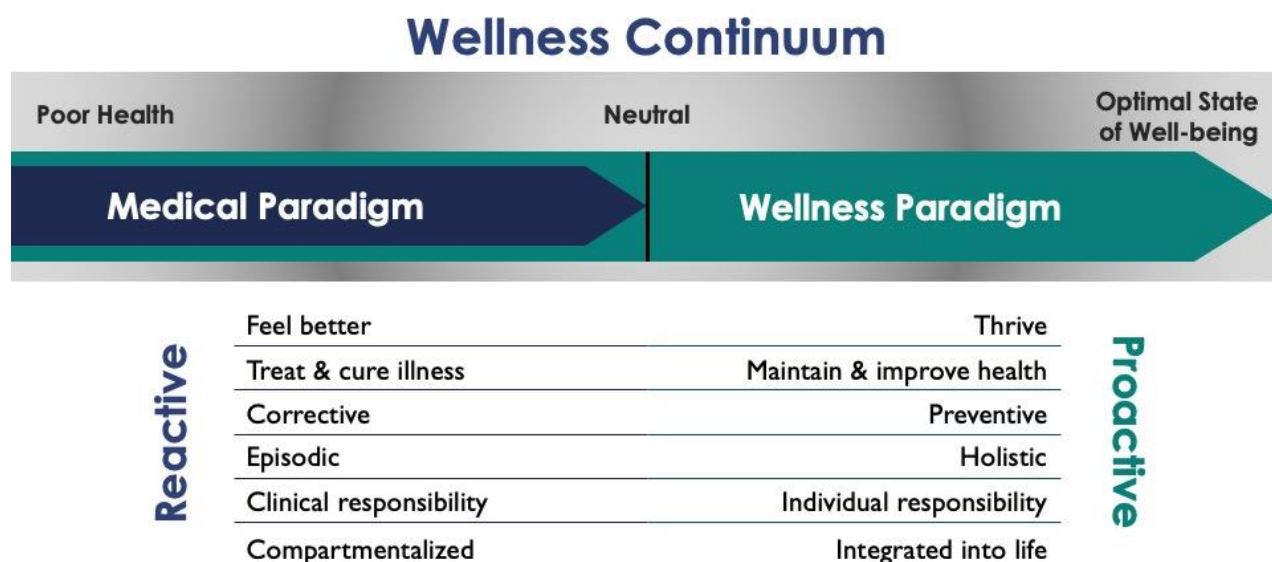 Wellness Continuum
Poor Health
Neutral
Optimal State
of Well-being
Medical Paradigm
Wellness Paradigm
Reactive
Proactive
Feel better
Thrive
Treat & cure illness
Maintain & improve health
Corrective
Preventive
Episodic
Holistic
Clinical responsibility
Individual responsibility
Compartmentalized
Integrated into life